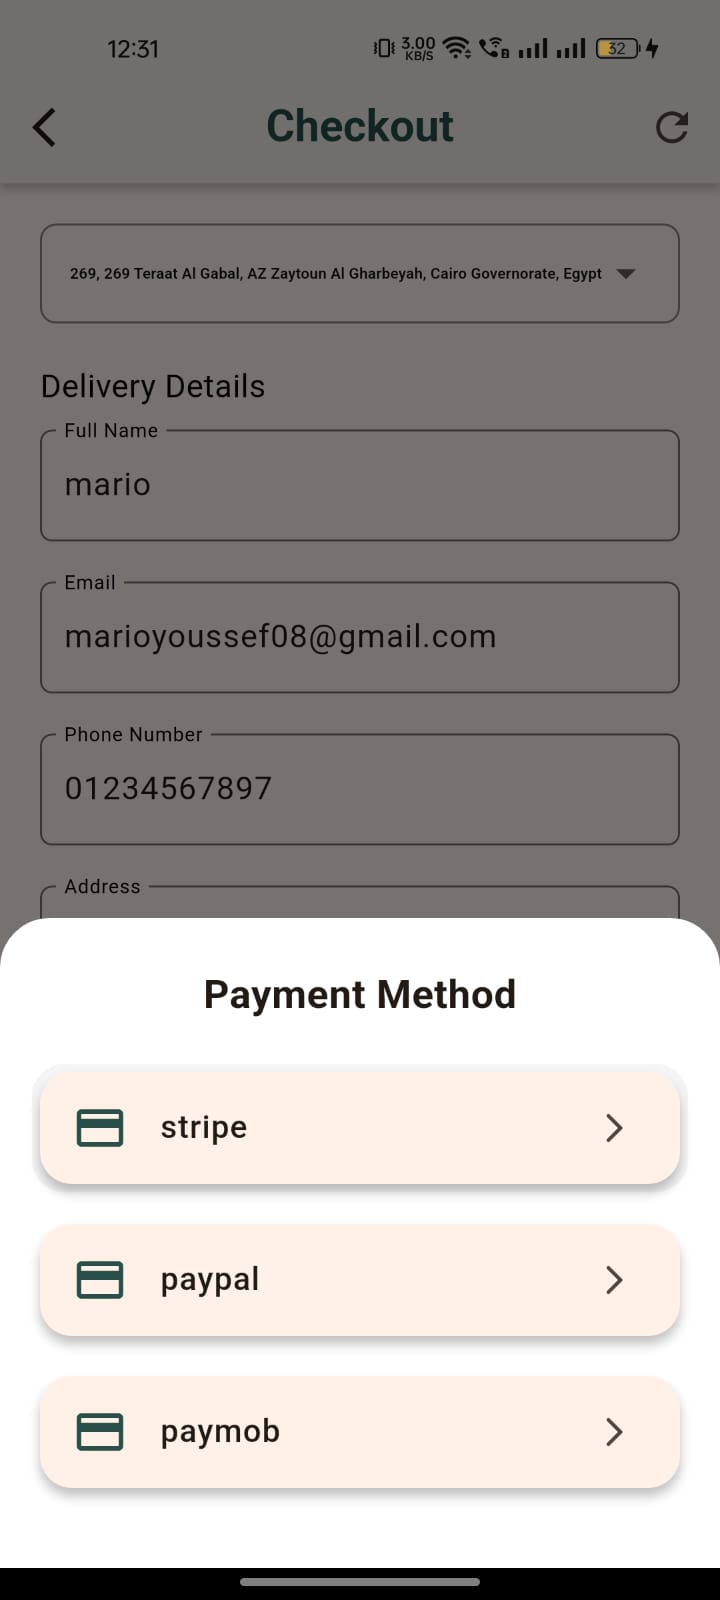 12:31
3.00
KB/S
32
Checkout
269, 269 Teraat Al Gabal, AZ Zaytoun Al Gharbeyah, Cairo Governorate, Egypt
Delivery Details
Full Name
mario
Email
marioyoussef08@gmail.com
Phone Number
01234567897
Address
Payment Method
stripe
paypal
paymob